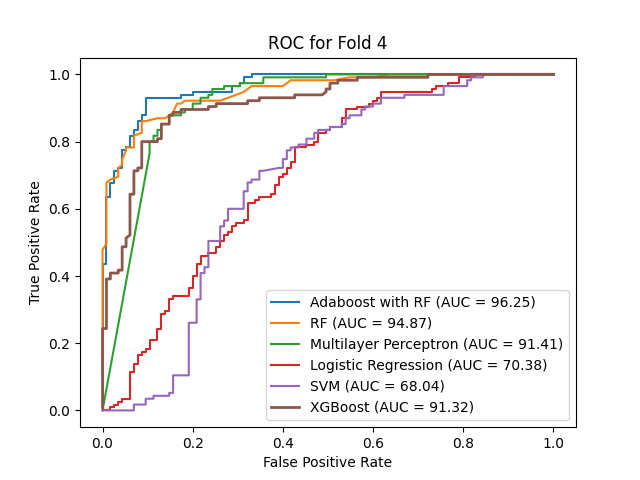 ROC for Fold 4
1.0
0.8
0.6
0.4
0.2
0.0
True Positive Rate
Adaboost with RF (AUC = 96.25)
RF (AUC = 94.87)
Multilayer Perceptron (AUC = 91.41)
Logistic Regression (AUC = 70.38)
SVM (AUC = 68.04)
XGBoost (AUC = 91.32)
0.0 0.2 0.4 0.6 0.8 1.0
False Positive Rate